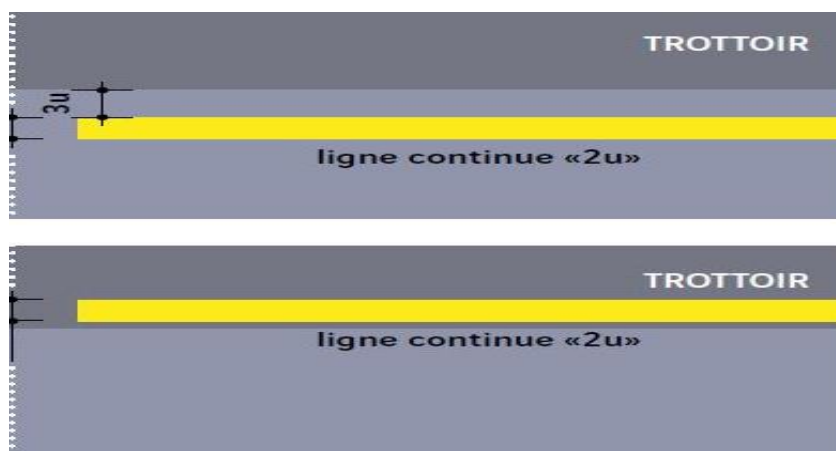 TROTTOIR
3u
ligne continue «2u»
TROTTOIR
ligne continue «2u»